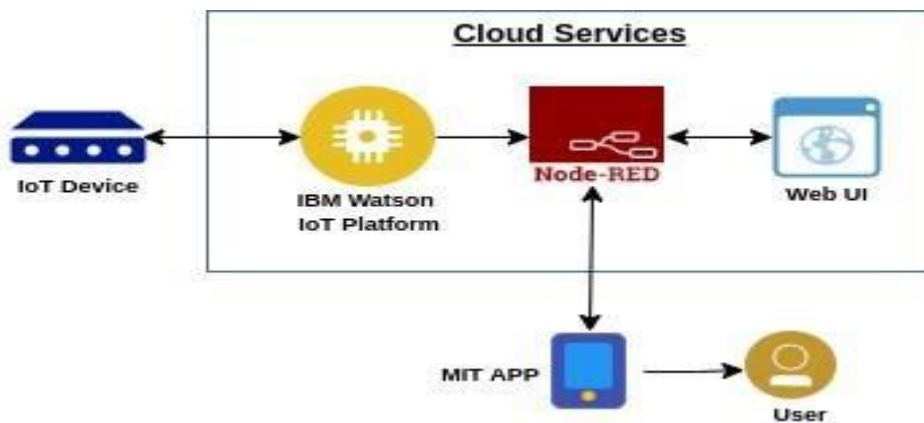 Cloud Services
IoT Device
IBM Watson
IoT Platform
Node-RED
Web UI
MIT APP
User